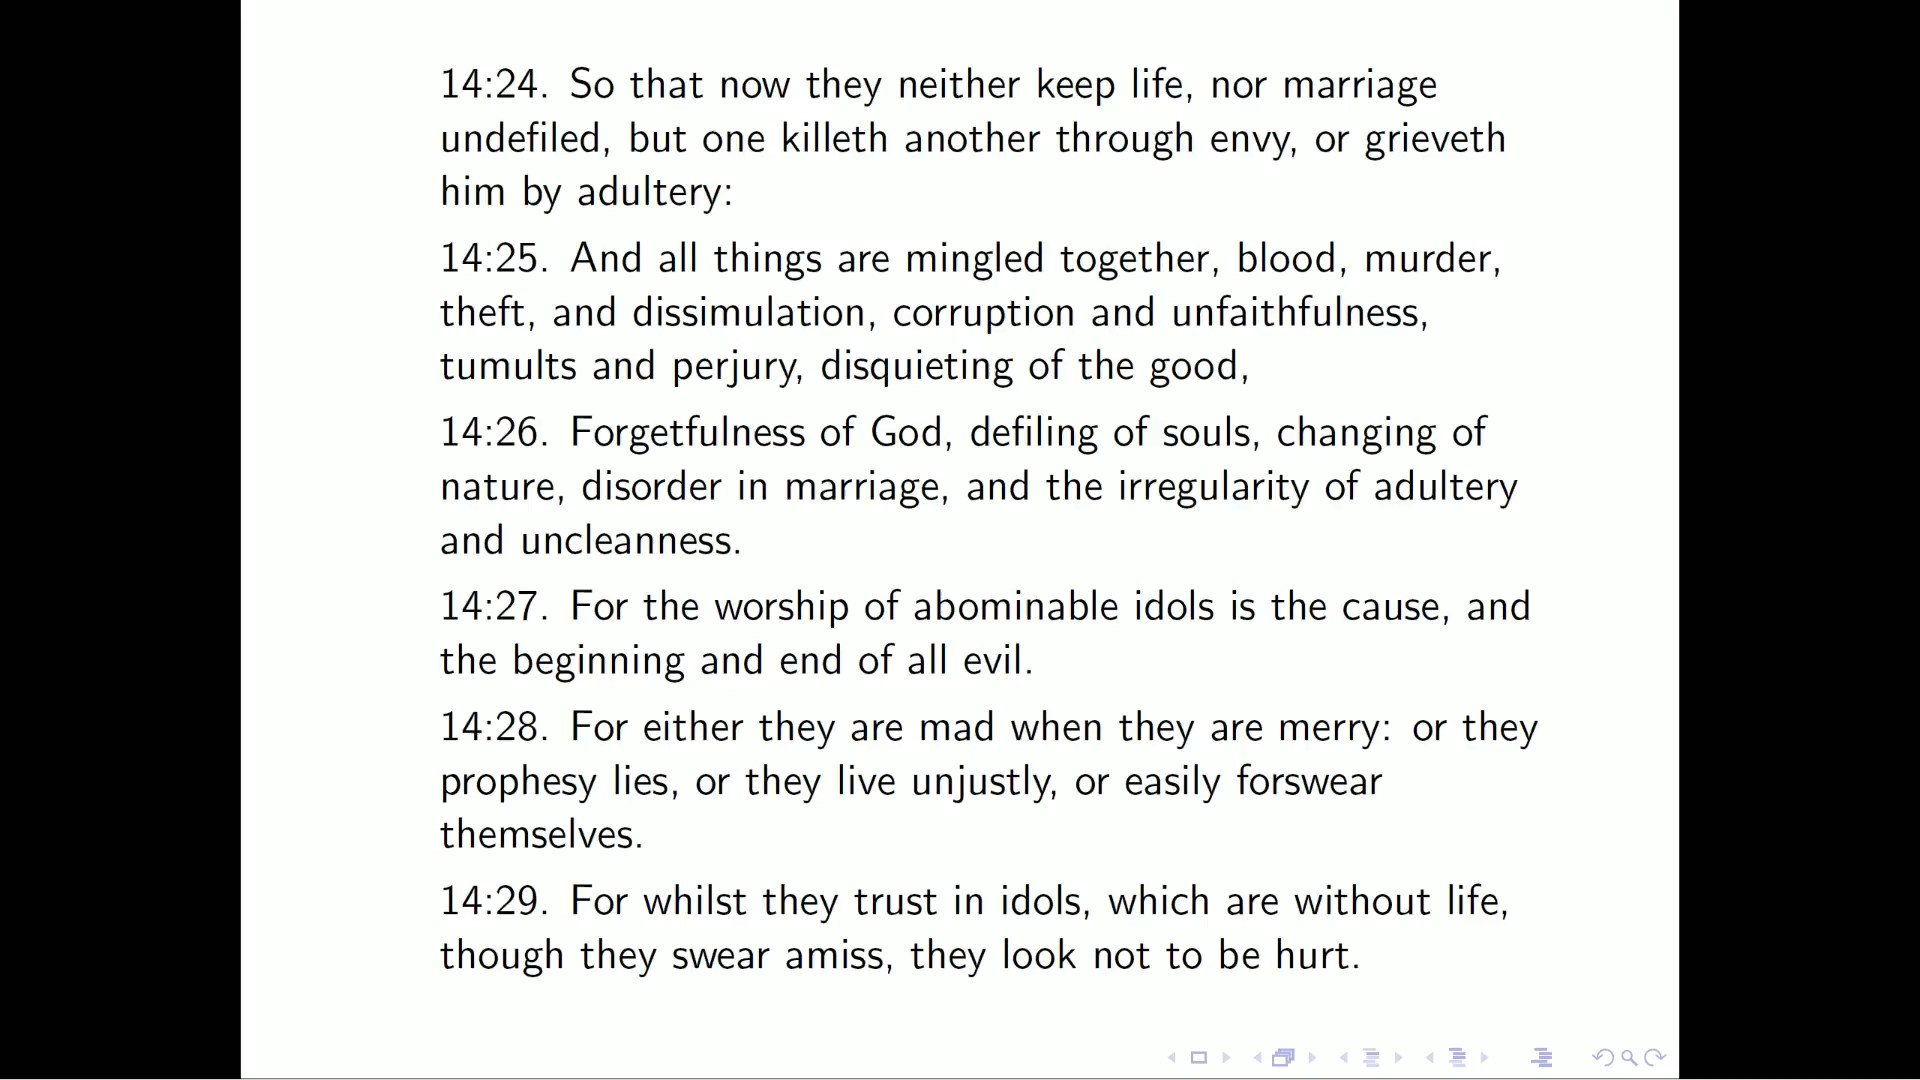 14:24. So that now they neither keep life, nor marriage
undefiled, but one killeth another through envy, or grieveth
him by adultery:
14:25. And all things are mingled together, blood, murder,
theft, and dissimulation, corruption and unfaithfulness,
tumults and perjury, disquieting of the good,
14:26. Forgetfulness of God, defiling of souls, changing of
nature, disorder in marriage, and the irregularity of adultery
and uncleanness.
14:27. For the worship of abominable idols is the cause, and
the beginning and end of all evil.
14:28. For either they are mad when they are merry: or they
prophesy lies, or they live unjustly, or easily forswear
themselves.
14:29. For whilst they trust in idols, which are without life,
though they swear amiss, they look not to be hurt.